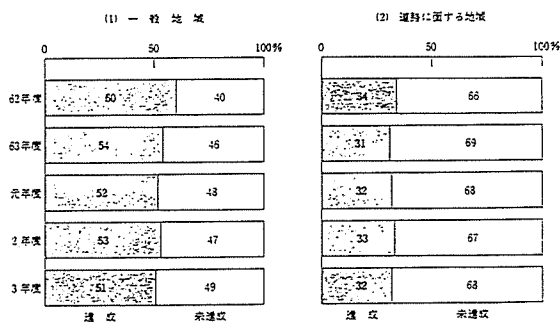 (1) 一般地域
0 50 100%
62年度 60 40
63年度 54 46
元年度 52 48
2年度 53 47
3年度 51 49
達成 未達成
(2) 道路に面する地域
0 50 100%
34 66
31 69
32 68
33 67
32 68
達成 未達成